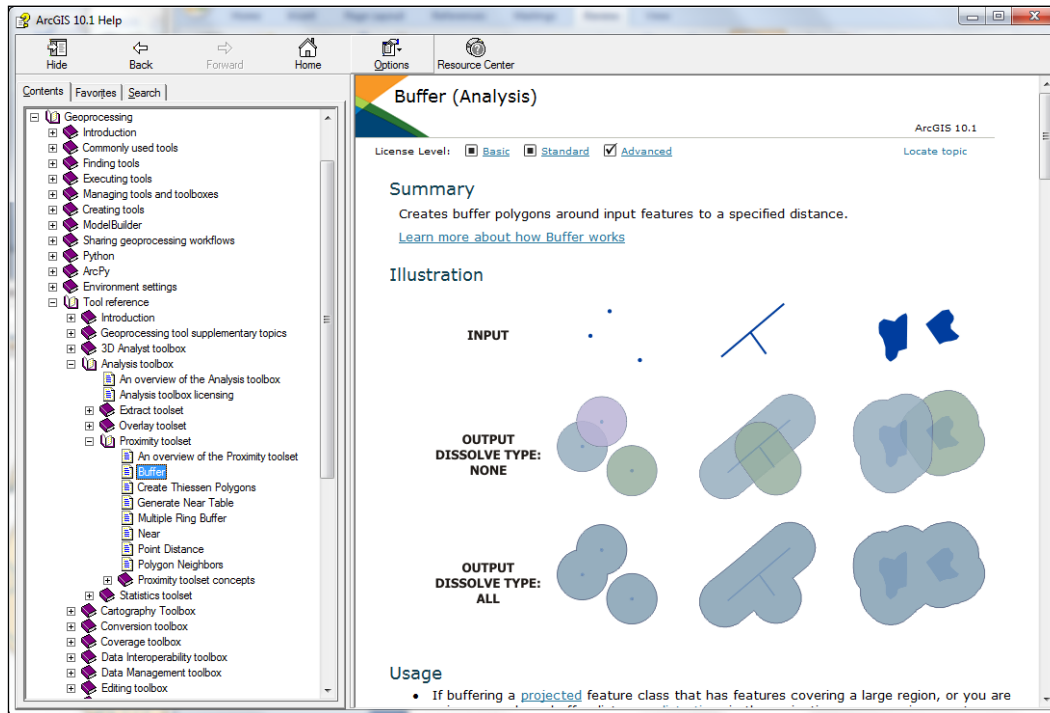 ArcGIS 10.1 Help
Hide
Back
Forward
Home
Options
Resource Center
Contents
Favorites
Search
Geoprocessing
Introduction
Commonly used tools
Finding tools
Executing tools
Managing tools and toolboxes
Creating tools
ModelBuilder
Sharing geoprocessing workflows
Python
ArcPy
Environment settings
Tool reference
Introduction
Geoprocessing tool supplementary topics
3D Analyst toolbox
Analysis toolbox
An overview of the Analysis toolbox
Analysis toolbox licensing
Extract toolset
Overlay toolset
Proximity toolset
An overview of the Proximity toolset
Buffer
Create Thiessen Polygons
Generate Near Table
Multiple Ring Buffer
Near
Point Distance
Polygon Neighbors
Proximity toolset concepts
Statistics toolset
Cartography Toolbox
Conversion toolbox
Coverage toolbox
Data Interoperability toolbox
Data Management toolbox
Editing toolbox
Buffer (Analysis)
ArcGIS 10.1
License Level: Basic Standard Advanced
Locate topic
Summary
Creates buffer polygons around input features to a specified distance.
Learn more about how Buffer works
Illustration
INPUT
OUTPUT
DISSOLVE TYPE:
NONE
OUTPUT
DISSOLVE TYPE:
ALL
Usage
• If buffering a projected feature class that has features covering a large region, or you are